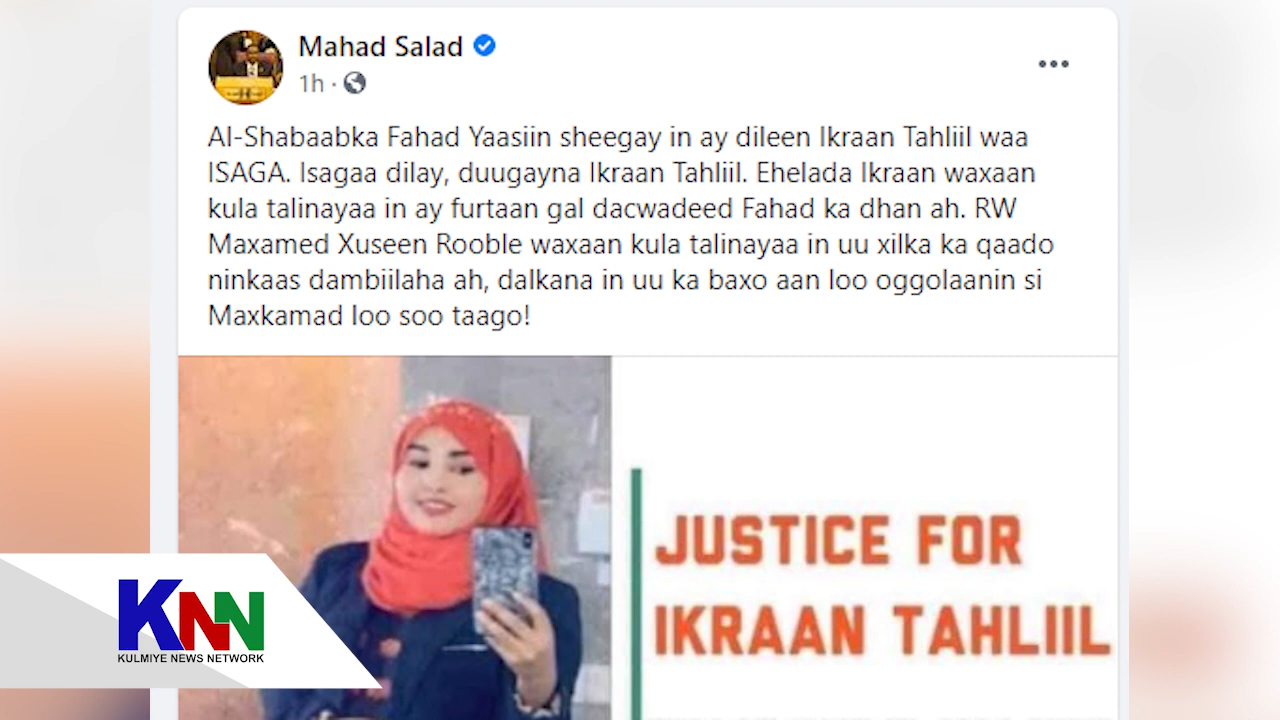 Mahad Salad
1h ·
Al-Shabaabka Fahad Yaasiin sheegay in ay dileen Ikraan Tahliil waa
ISAGA. Isagaa dilay, duugayna Ikraan Tahliil. Ehelada Ikraan waxaan
kula talinayaa in ay furtaan gal dacwadeed Fahad ka dhan ah. RW
Maxamed Xuseen Rooble waxaan kula talinayaa in uu xilka ka qaado
ninkaas dambiilaha ah, dalkana in uu ka baxo aan loo oggolaanin si
Maxkamad loo soo taago!
JUSTICE FOR
IKRAAN TAHLIIL
KNN
KULMIYE NEWS NETWORK